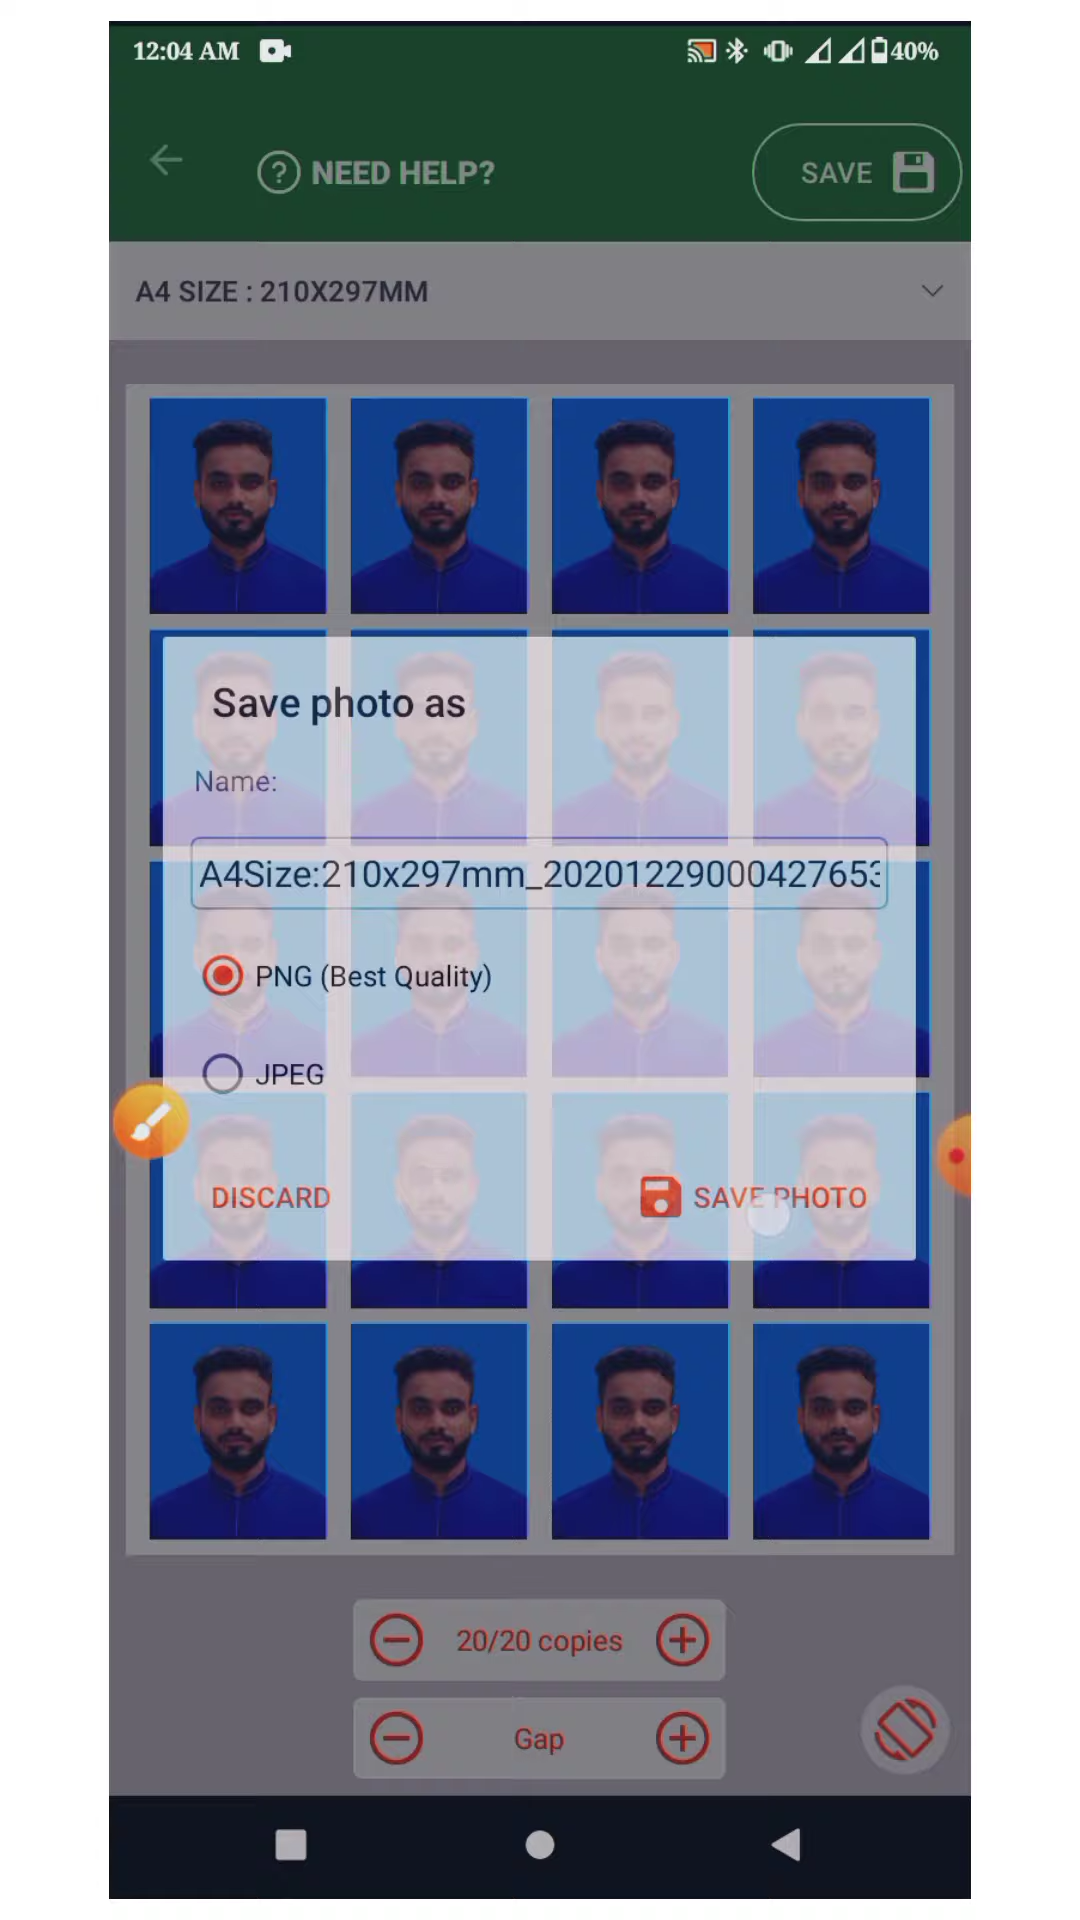 12:04 AM 40%
NEED HELP? SAVE
A4 SIZE : 210X297MM
Save photo as
Name:
A4Size:210x297mm_20201229000427653
PNG (Best Quality)
JPEG
DISCARD SAVE PHOTO
20/20 copies
Gap